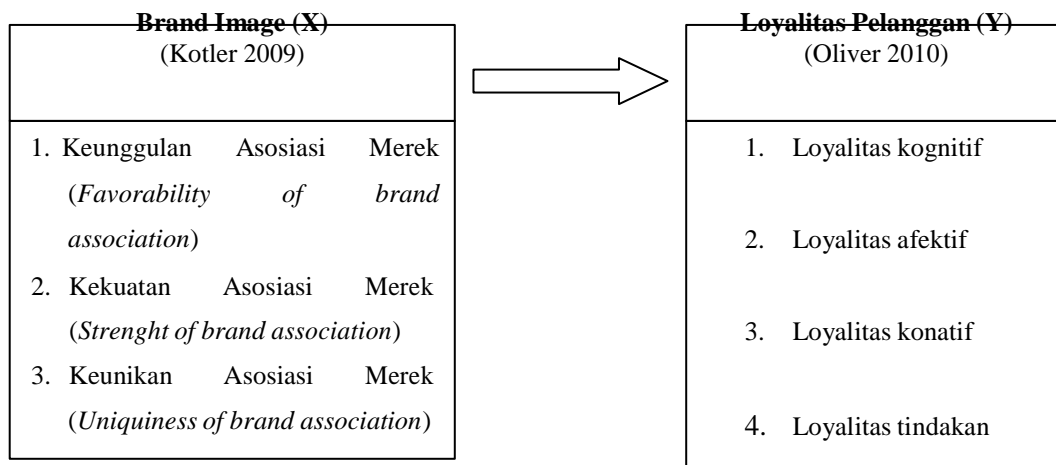 Brand Image (X)
(Kotler 2009)
1. Keunggulan Asosiasi Merek
(Favorability of brand
association)
2. Kekuatan Asosiasi Merek
(Strenght of brand association)
3. Keunikan Asosiasi Merek
(Uniquiness of brand association)
Loyalitas Pelanggan (Y)
(Oliver 2010)
1. Loyalitas kognitif
2. Loyalitas afektif
3. Loyalitas konatif
4. Loyalitas tindakan